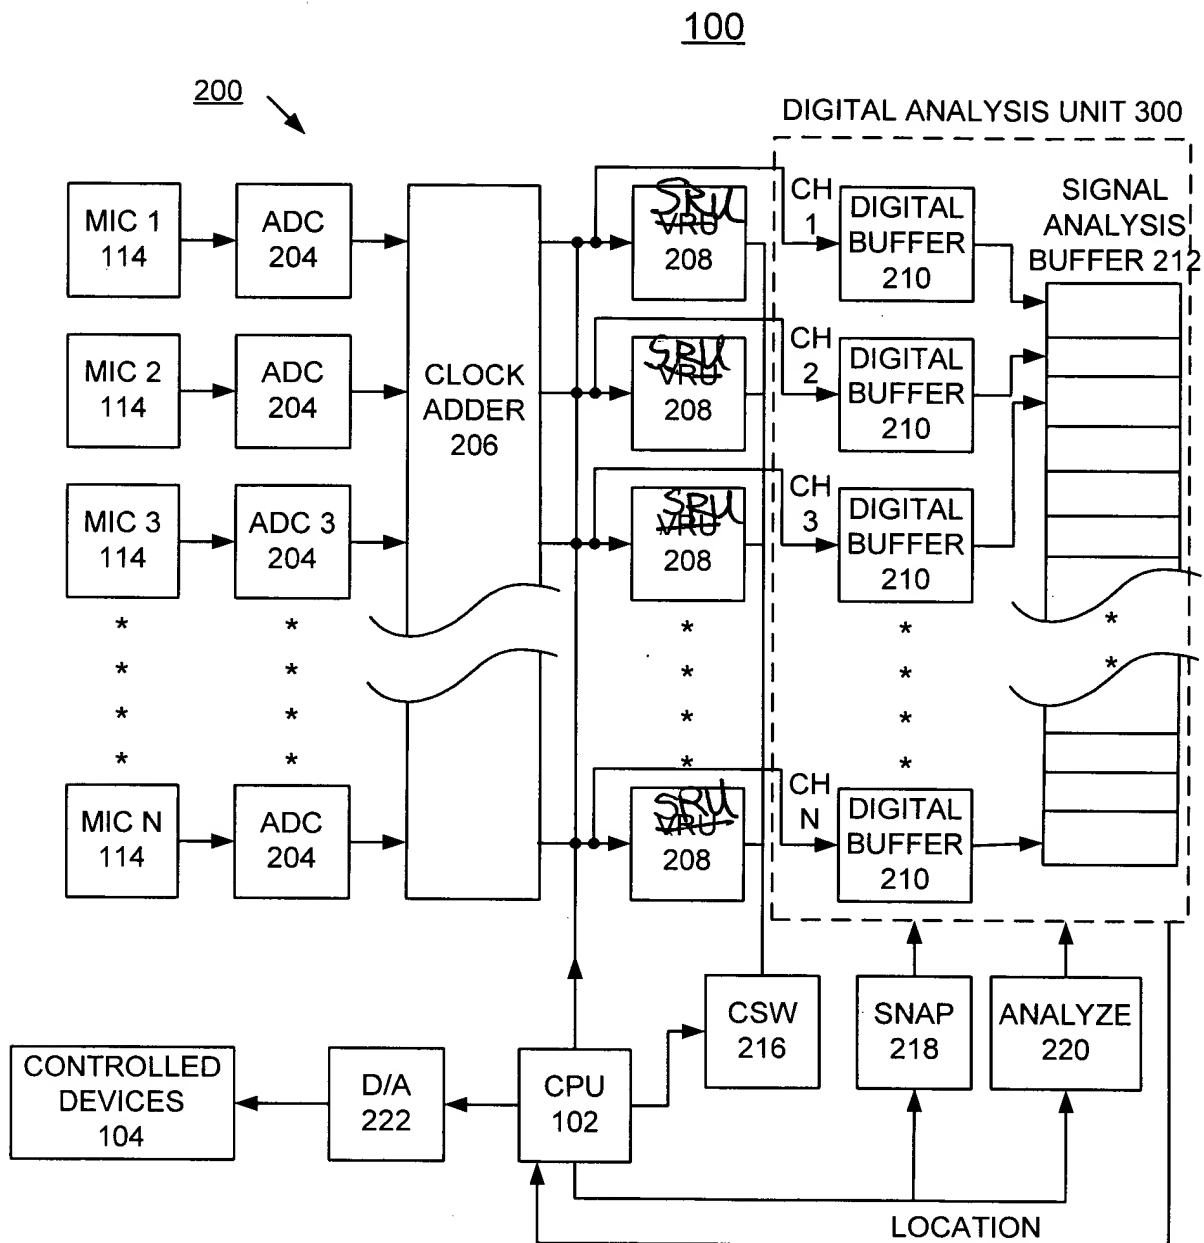 100
200
DIGITAL ANALYSIS UNIT 300
MIC 1
114
ADC
204
CLOCK
ADDER
206
SRU
VRU
208
CH
1
DIGITAL
BUFFER
210
SIGNAL
ANALYSIS
BUFFER 212
MIC 2
114
ADC
204
SRU
VRU
208
CH
2
DIGITAL
BUFFER
210
MIC 3
114
ADC 3
204
SRU
VRU
208
CH
3
DIGITAL
BUFFER
210
* * * * *
* * * *
* * * *
* * * *
MIC N
114
ADC
204
SRU
VRU
208
CH
N
DIGITAL
BUFFER
210
CONTROLLED
DEVICES
104
D/A
222
CPU
102
CSW
216
SNAP
218
ANALYZE
220
LOCATION